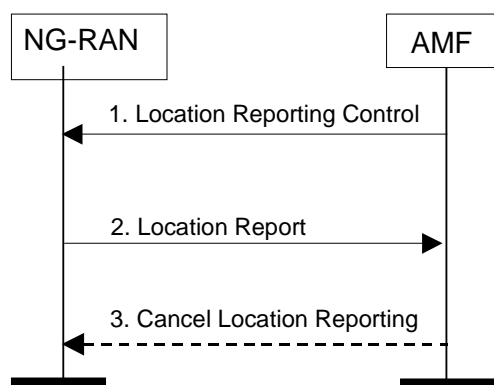 NG-RAN
AMF
1. Location Reporting Control
2. Location Report
3. Cancel Location Reporting